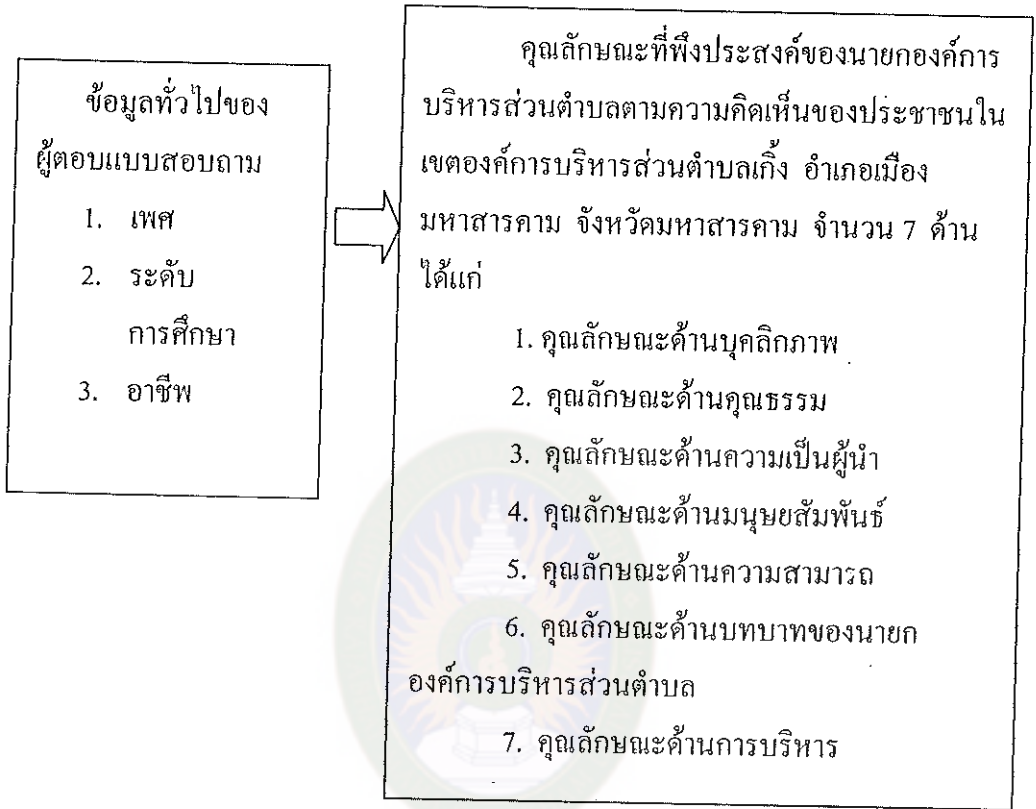 ข้อมูลทั่วไปของ
ผู้ตอบแบบสอบถาม
1. เพศ
2. ระดับ
การศึกษา
3. อาชีพ
คุณลักษณะที่พึงประสงค์ของนายกองค์การ
บริหารส่วนตำบลตามความคิดเห็นของประชาชนใน
เขตองค์การบริหารส่วนตำบลเกิ้ง อำเภอเมือง
มหาสารคาม จังหวัดมหาสารคาม จำนวน 7 ด้าน
ได้แก่
1. คุณลักษณะด้านบุคลิกภาพ
2. คุณลักษณะด้านคุณธรรม
3. คุณลักษณะด้านความเป็นผู้นำ
4. คุณลักษณะด้านมนุษยสัมพันธ์
5. คุณลักษณะด้านความสามารถ
6. คุณลักษณะด้านบทบาทของนายก
องค์การบริหารส่วนตำบล
7. คุณลักษณะด้านการบริหาร